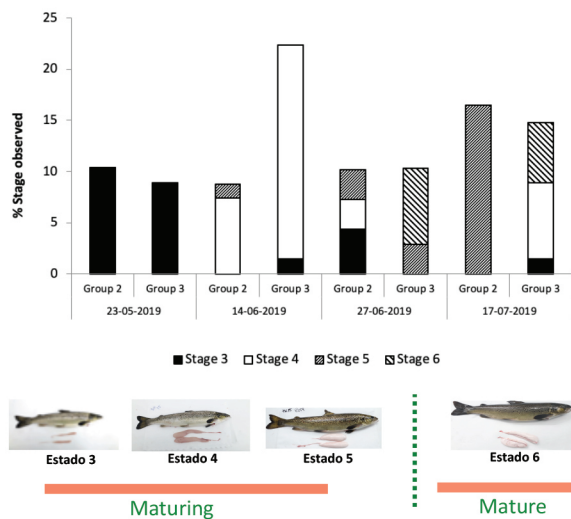 25
20
15
10
5
0
% Stage observed
Group 2 Group 3 Group 2 Group 3 Group 2 Group 3 Group 2 Group 3
23-05-2019 14-06-2019 27-06-2019 17-07-2019
Stage 3 Stage 4 Stage 5 Stage 6
Estado 3 Estado 4 Estado 5 Estado 6
Maturing Mature